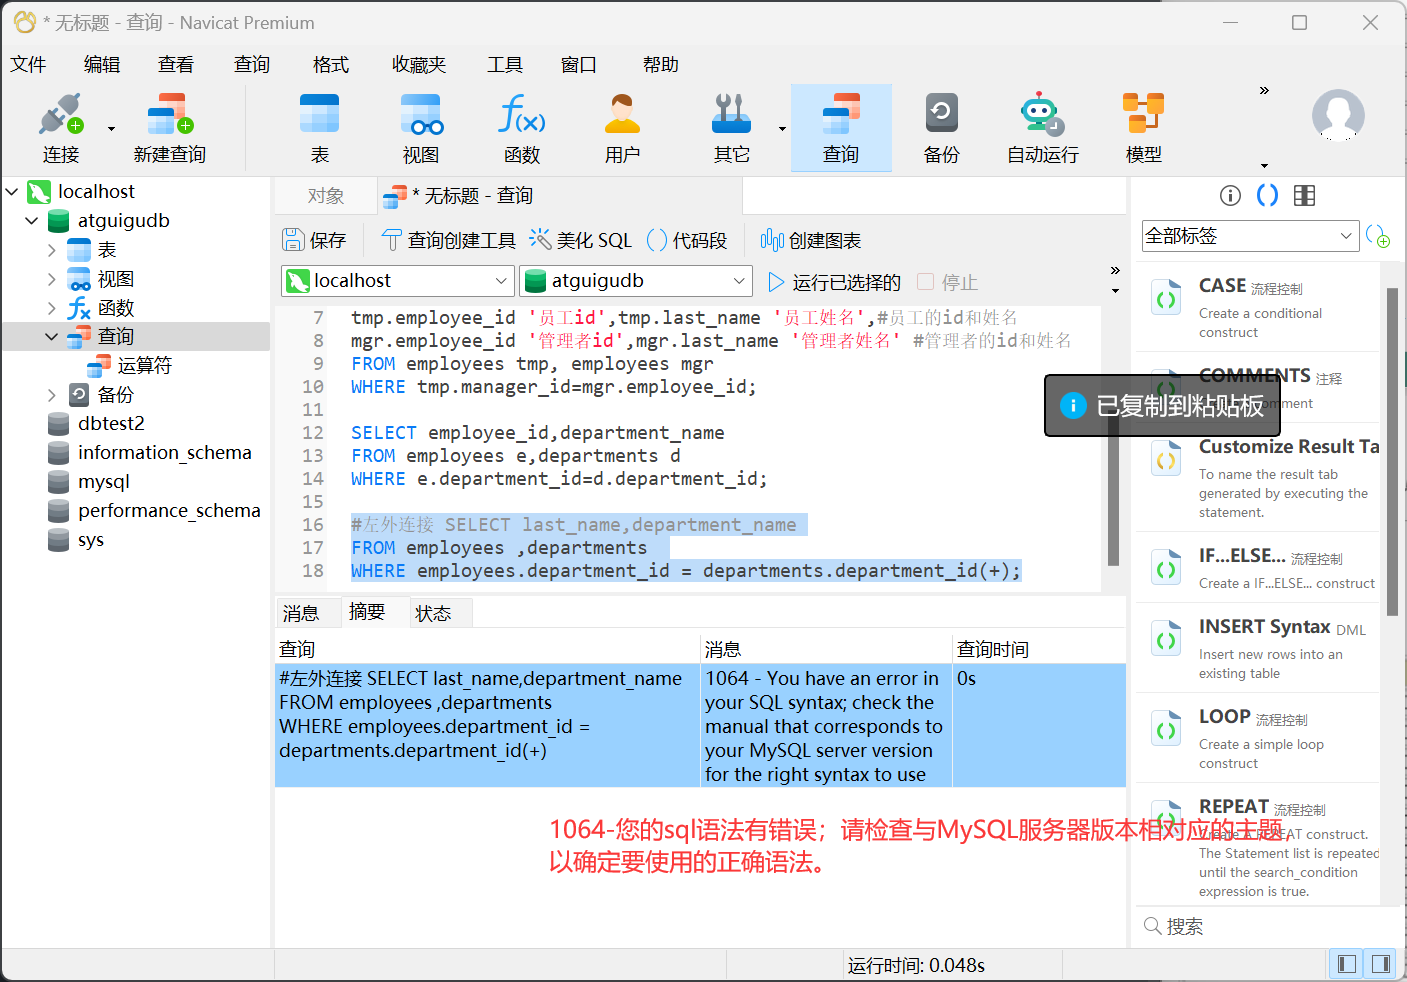 * 无标题 - 查询 - Navicat Premium
文件 编辑 查看 查询 格式 收藏夹 工具 窗口 帮助
连接 新建查询 表 视图 函数 用户 其它 查询 备份 自动运行 模型
localhost
atguigudb
表
视图
函数
查询
运算符
备份
dbtest2
information_schema
mysql
performance_schema
sys
对象 * 无标题 - 查询
保存 查询创建工具 美化 SQL 代码段 创建图表
localhost atguigudb 运行已选择的 停止
7 tmp.employee_id '员工id',tmp.last_name '员工姓名',#员工的id和姓名
8 mgr.employee_id '管理者id',mgr.last_name '管理者姓名' #管理者的id和姓名
9 FROM employees tmp, employees mgr
10 WHERE tmp.manager_id=mgr.employee_id;
11
12 SELECT employee_id,department_name
13 FROM employees e,departments d
14 WHERE e.department_id=d.department_id;
15
16 #左外连接 SELECT last_name,department_name
17 FROM employees ,departments
18 WHERE employees.department_id = departments.department_id(+);
消息 摘要 状态
查询 消息 查询时间
#左外连接 SELECT last_name,department_name
FROM employees ,departments
WHERE employees.department_id =
departments.department_id(+)
1064 - You have an error in
your SQL syntax; check the
manual that corresponds to
your MySQL server version
for the right syntax to use
0s
1064-您的sql语法有错误；请检查与MySQL服务器版本相对应的主题，
以确定要使用的正确语法。
全部标签
CASE 流程控制
Create a conditional
construct
COMMENTS 注释
comment
已复制到粘贴板
Customize Result Ta
To name the result tab
generated by executing the
statement.
IF...ELSE... 流程控制
Create a IF...ELSE... construct
INSERT Syntax DML
Insert new rows into an
existing table
LOOP 流程控制
Create a simple loop
construct
REPEAT 流程控制
Create A REPEAT construct.
The Statement list is repeated
until the search_condition
expression is true.
搜索
运行时间: 0.048s